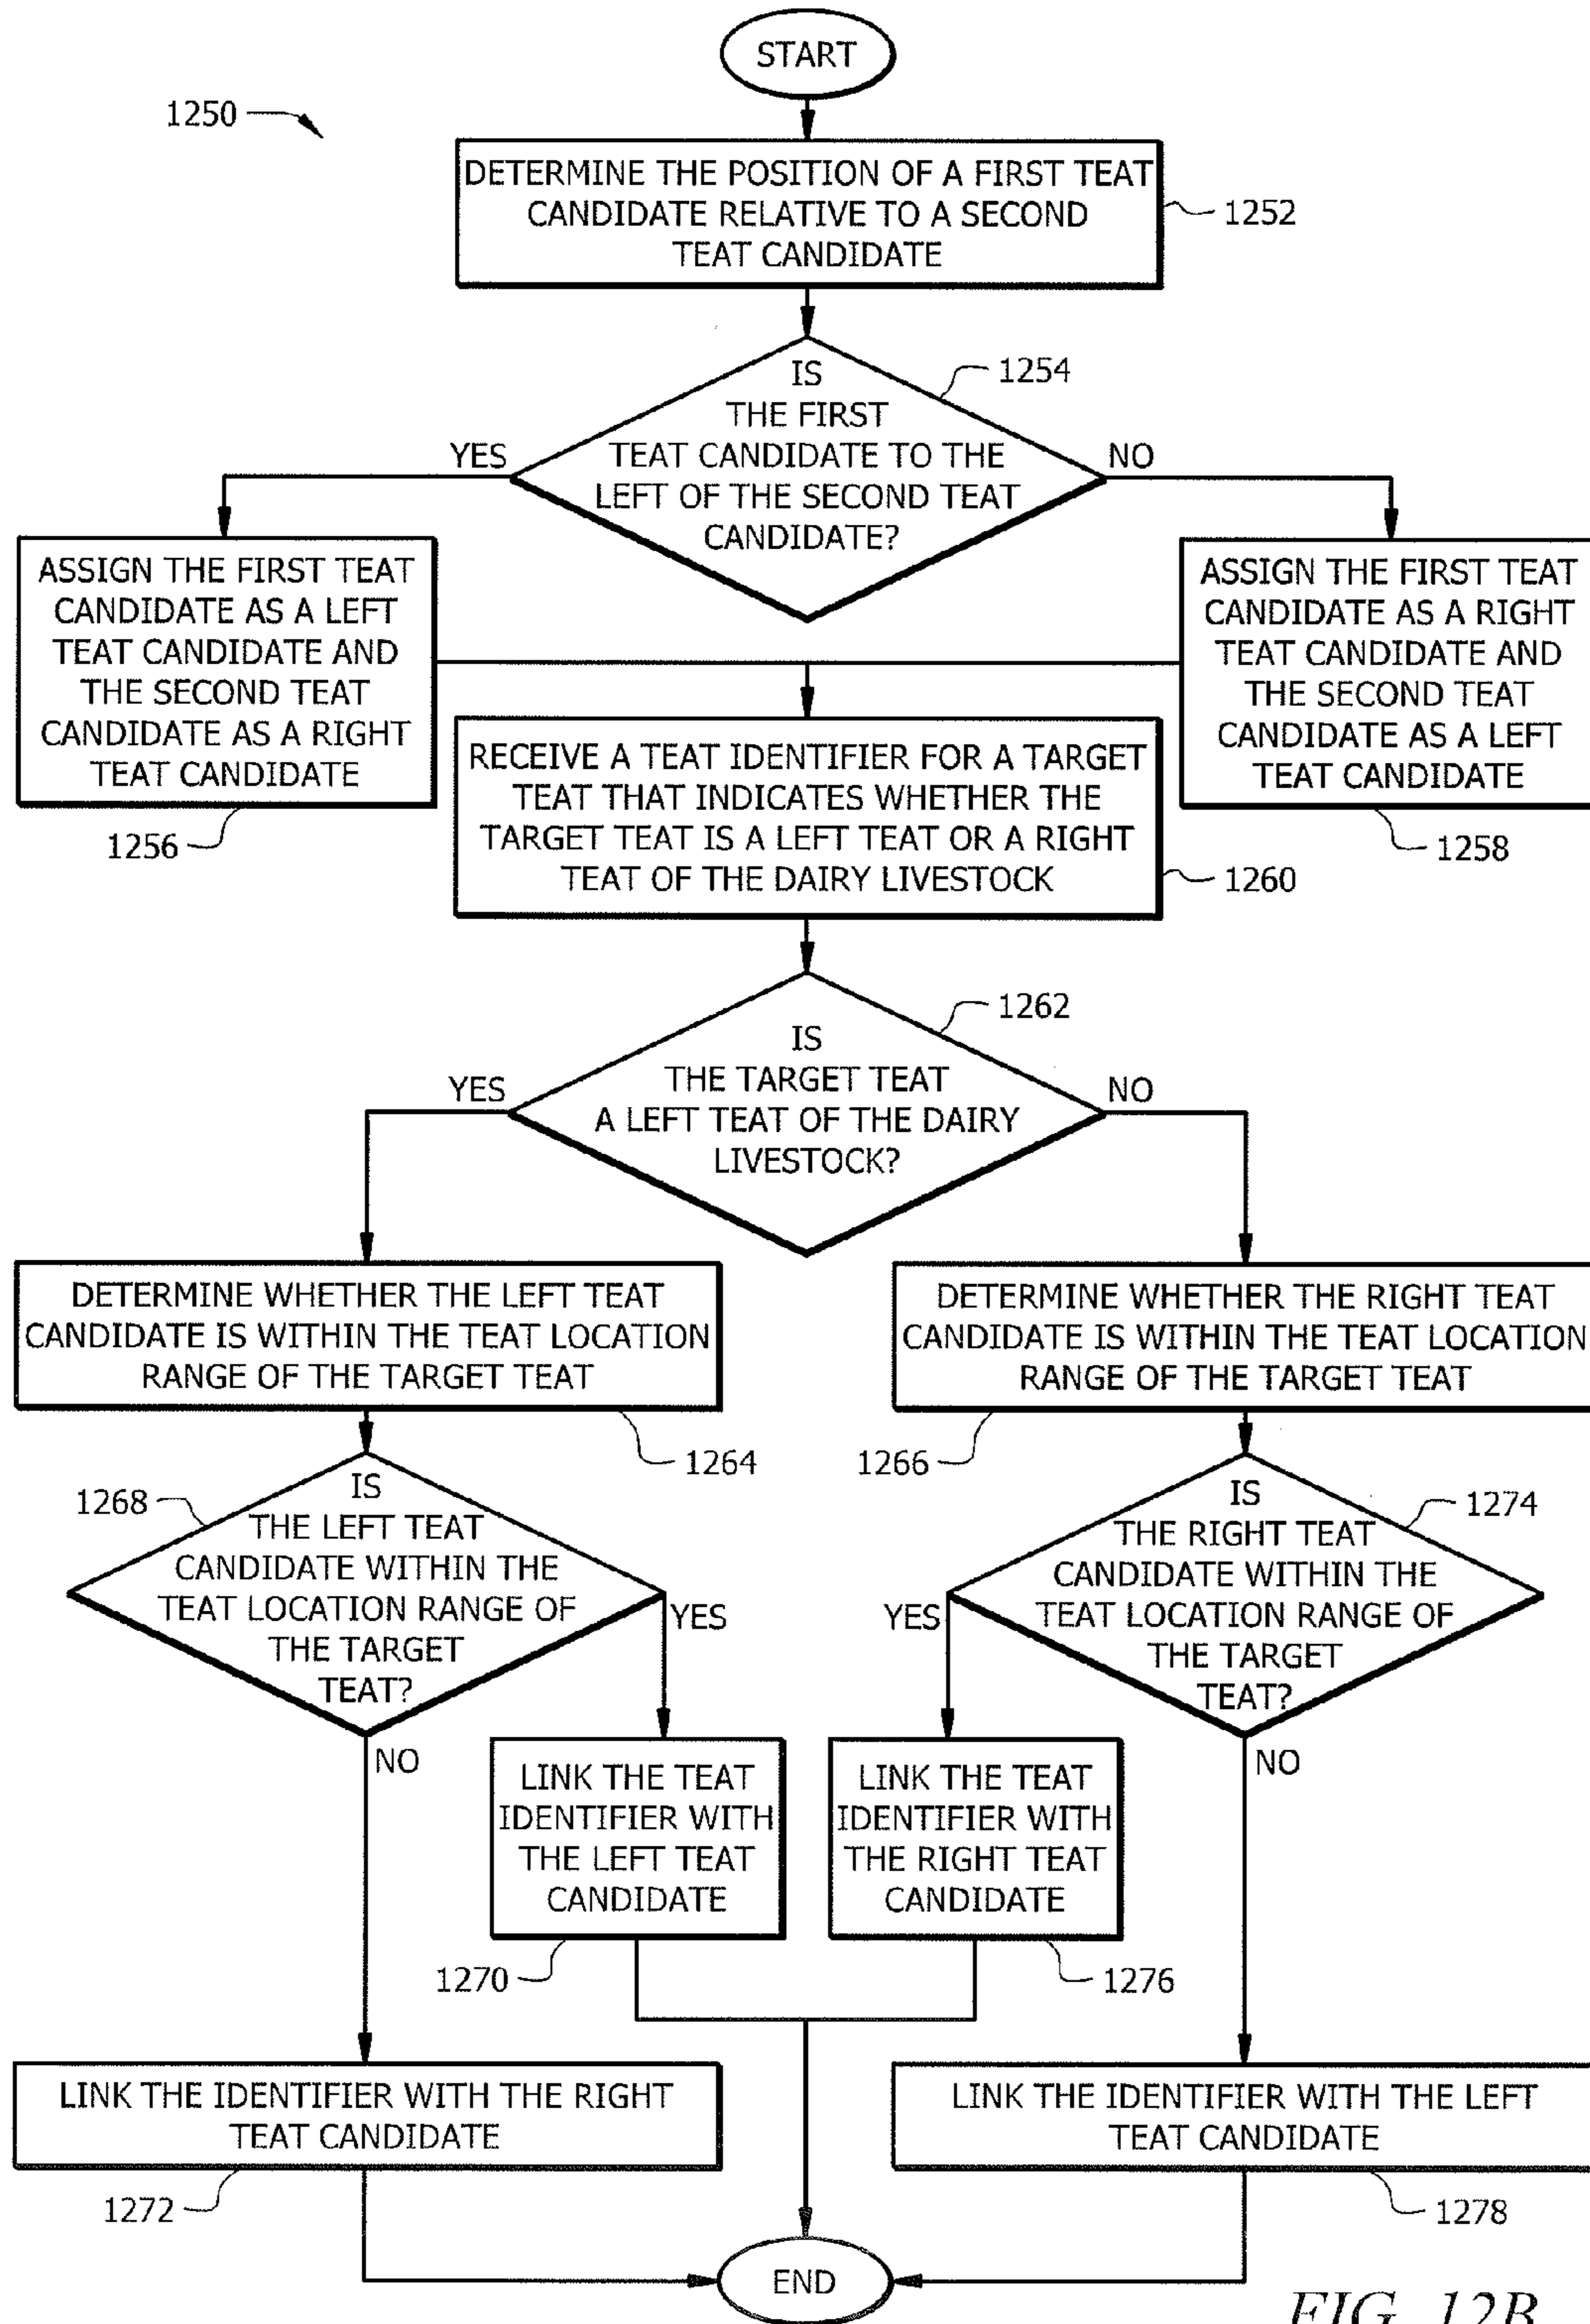 START
1250
DETERMINE THE POSITION OF A FIRST TEAT
CANDIDATE RELATIVE TO A SECOND
TEAT CANDIDATE
1252
IS
THE FIRST
TEAT CANDIDATE TO THE
LEFT OF THE SECOND TEAT
CANDIDATE?
1254
YES
NO
ASSIGN THE FIRST TEAT
CANDIDATE AS A LEFT
TEAT CANDIDATE AND
THE SECOND TEAT
CANDIDATE AS A RIGHT
TEAT CANDIDATE
1256
ASSIGN THE FIRST TEAT
CANDIDATE AS A RIGHT
TEAT CANDIDATE AND
THE SECOND TEAT
CANDIDATE AS A LEFT
TEAT CANDIDATE
1258
RECEIVE A TEAT IDENTIFIER FOR A TARGET
TEAT THAT INDICATES WHETHER THE
TARGET TEAT IS A LEFT TEAT OR A RIGHT
TEAT OF THE DAIRY LIVESTOCK
1260
IS
THE TARGET TEAT
A LEFT TEAT OF THE DAIRY
LIVESTOCK?
1262
YES
NO
DETERMINE WHETHER THE LEFT TEAT
CANDIDATE IS WITHIN THE TEAT LOCATION
RANGE OF THE TARGET TEAT
1264
DETERMINE WHETHER THE RIGHT TEAT
CANDIDATE IS WITHIN THE TEAT LOCATION
RANGE OF THE TARGET TEAT
1266
1268
IS
THE LEFT TEAT
CANDIDATE WITHIN THE
TEAT LOCATION RANGE OF
THE TARGET
TEAT?
YES
NO
IS
THE RIGHT TEAT
CANDIDATE WITHIN THE
TEAT LOCATION RANGE OF
THE TARGET
TEAT?
1274
YES
NO
LINK THE TEAT
IDENTIFIER WITH
THE LEFT TEAT
CANDIDATE
1270
LINK THE TEAT
IDENTIFIER WITH
THE RIGHT TEAT
CANDIDATE
1276
LINK THE IDENTIFIER WITH THE RIGHT
TEAT CANDIDATE
1272
LINK THE IDENTIFIER WITH THE LEFT
TEAT CANDIDATE
1278
END
FIG. 12B